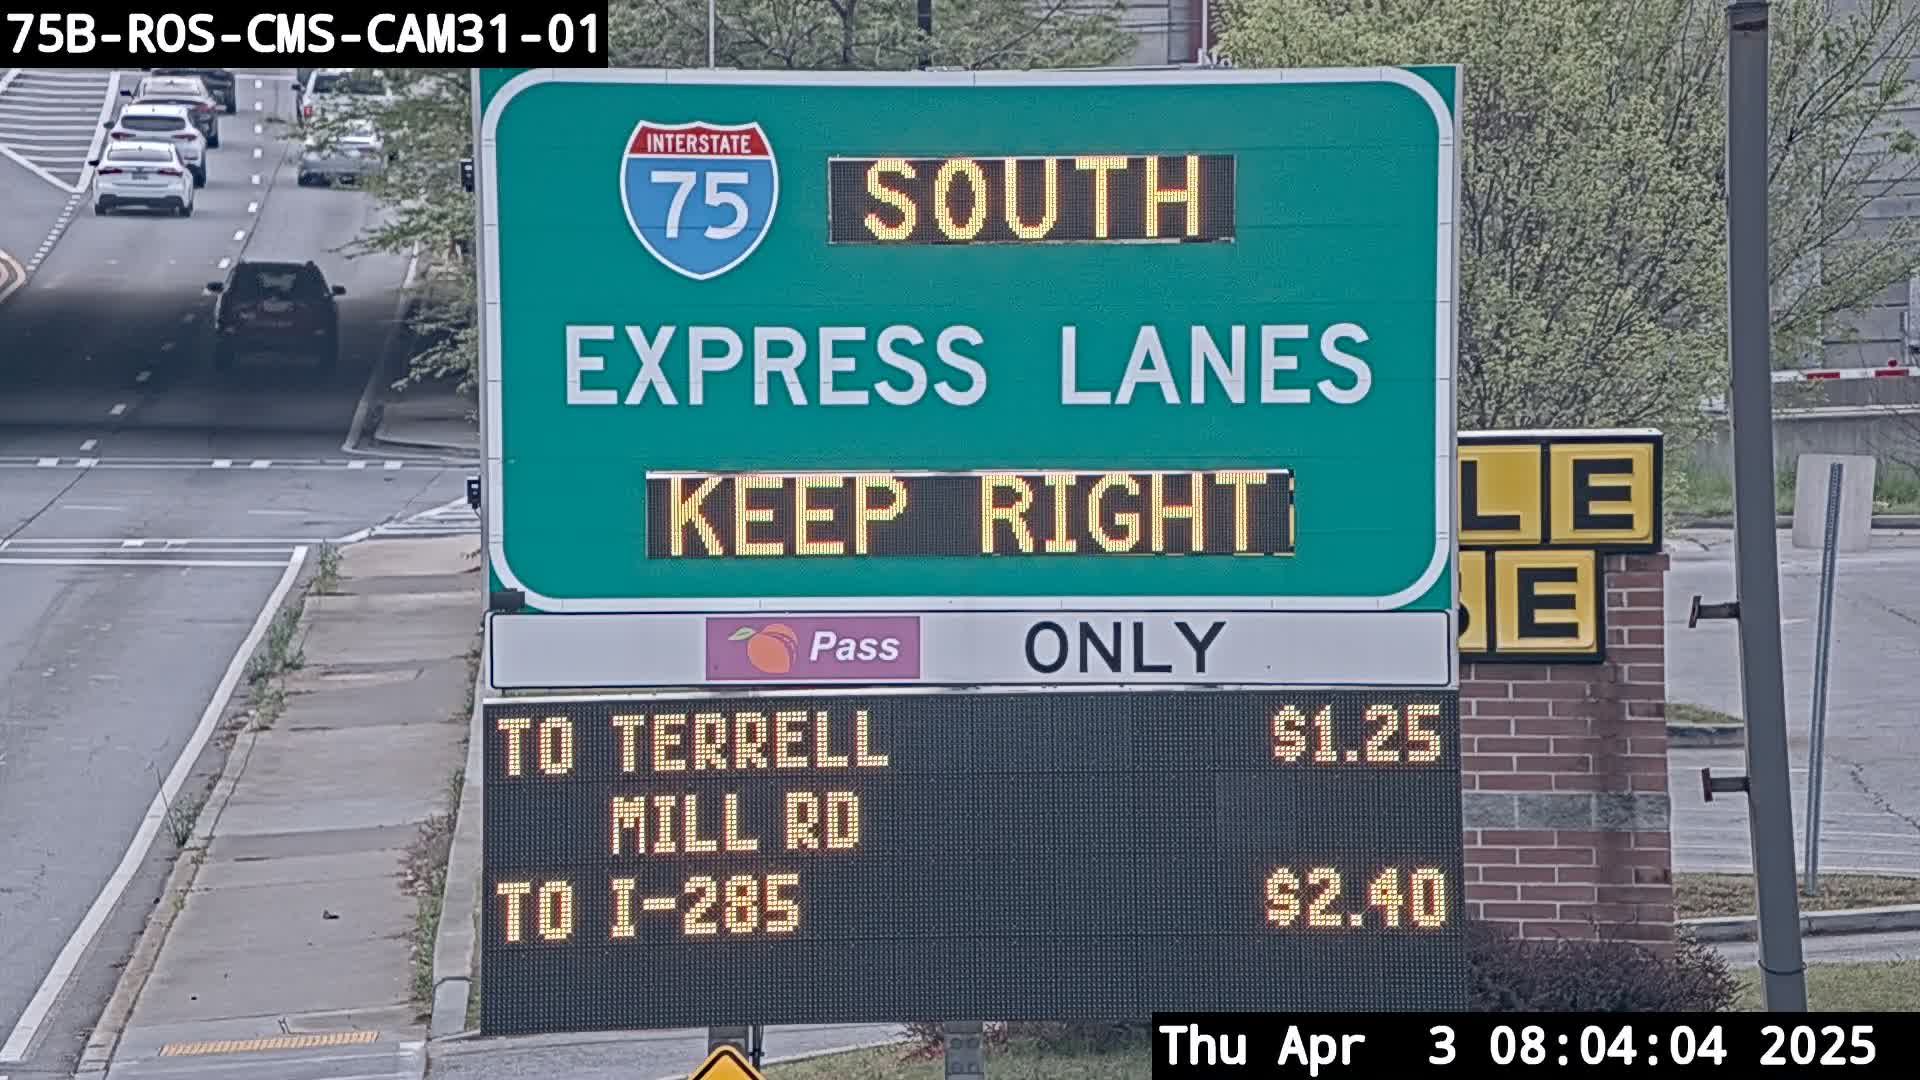 75B-ROS-CMS-CAM31-01
INTERSTATE
75
SOUTH
EXPRESS LANES
KEEP RIGHT
Pass ONLY
TO TERRELL $1.25
MILL RD
TO I-285 $2.40
LE
E
Thu Apr 3 08:04:04 2025